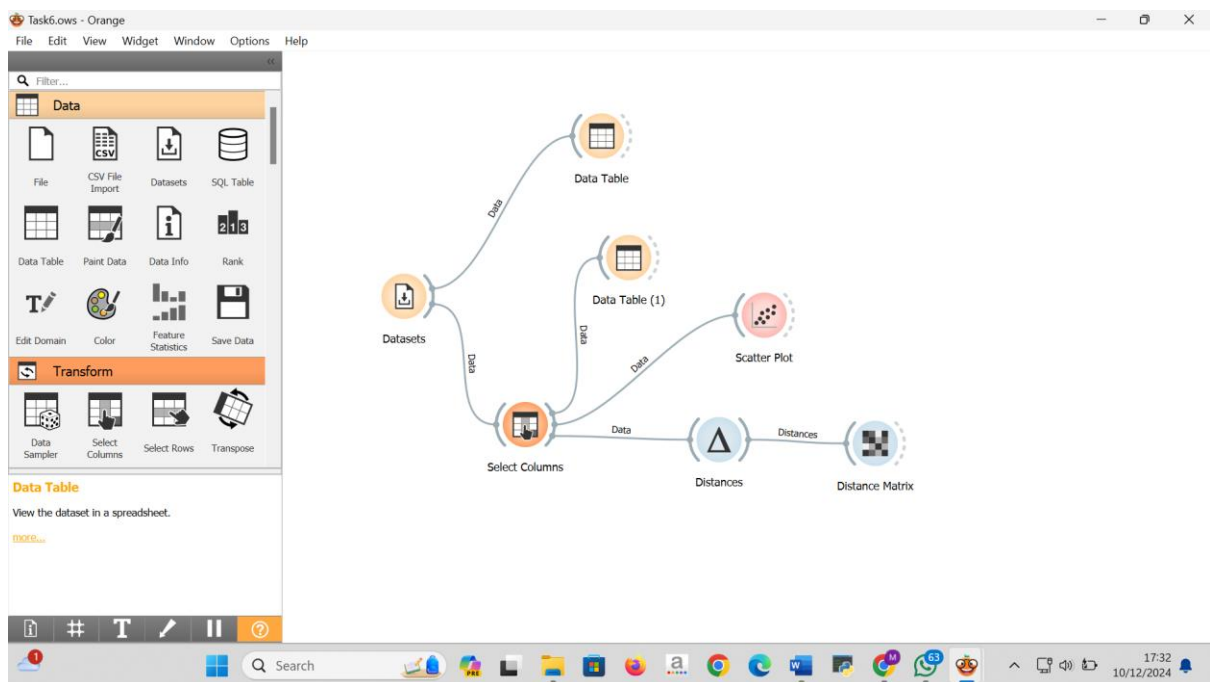 Task6.ows - Orange
File Edit View Widget Window Options Help
Filter...
Data
File
CSV File Import
Datasets
SQL Table
Data Table
Paint Data
Data Info
Rank
Edit Domain
Color
Feature Statistics
Save Data
Transform
Data Sampler
Select Columns
Select Rows
Transpose
Data Table
View the dataset in a spreadsheet.
more...
Data Table
Data
Data Table (1)
Datasets
Data
Data
Data
Scatter Plot
Data
Distances
Select Columns
Distances
Distance Matrix
Search
PRE
63
1
17:32
10/12/2024